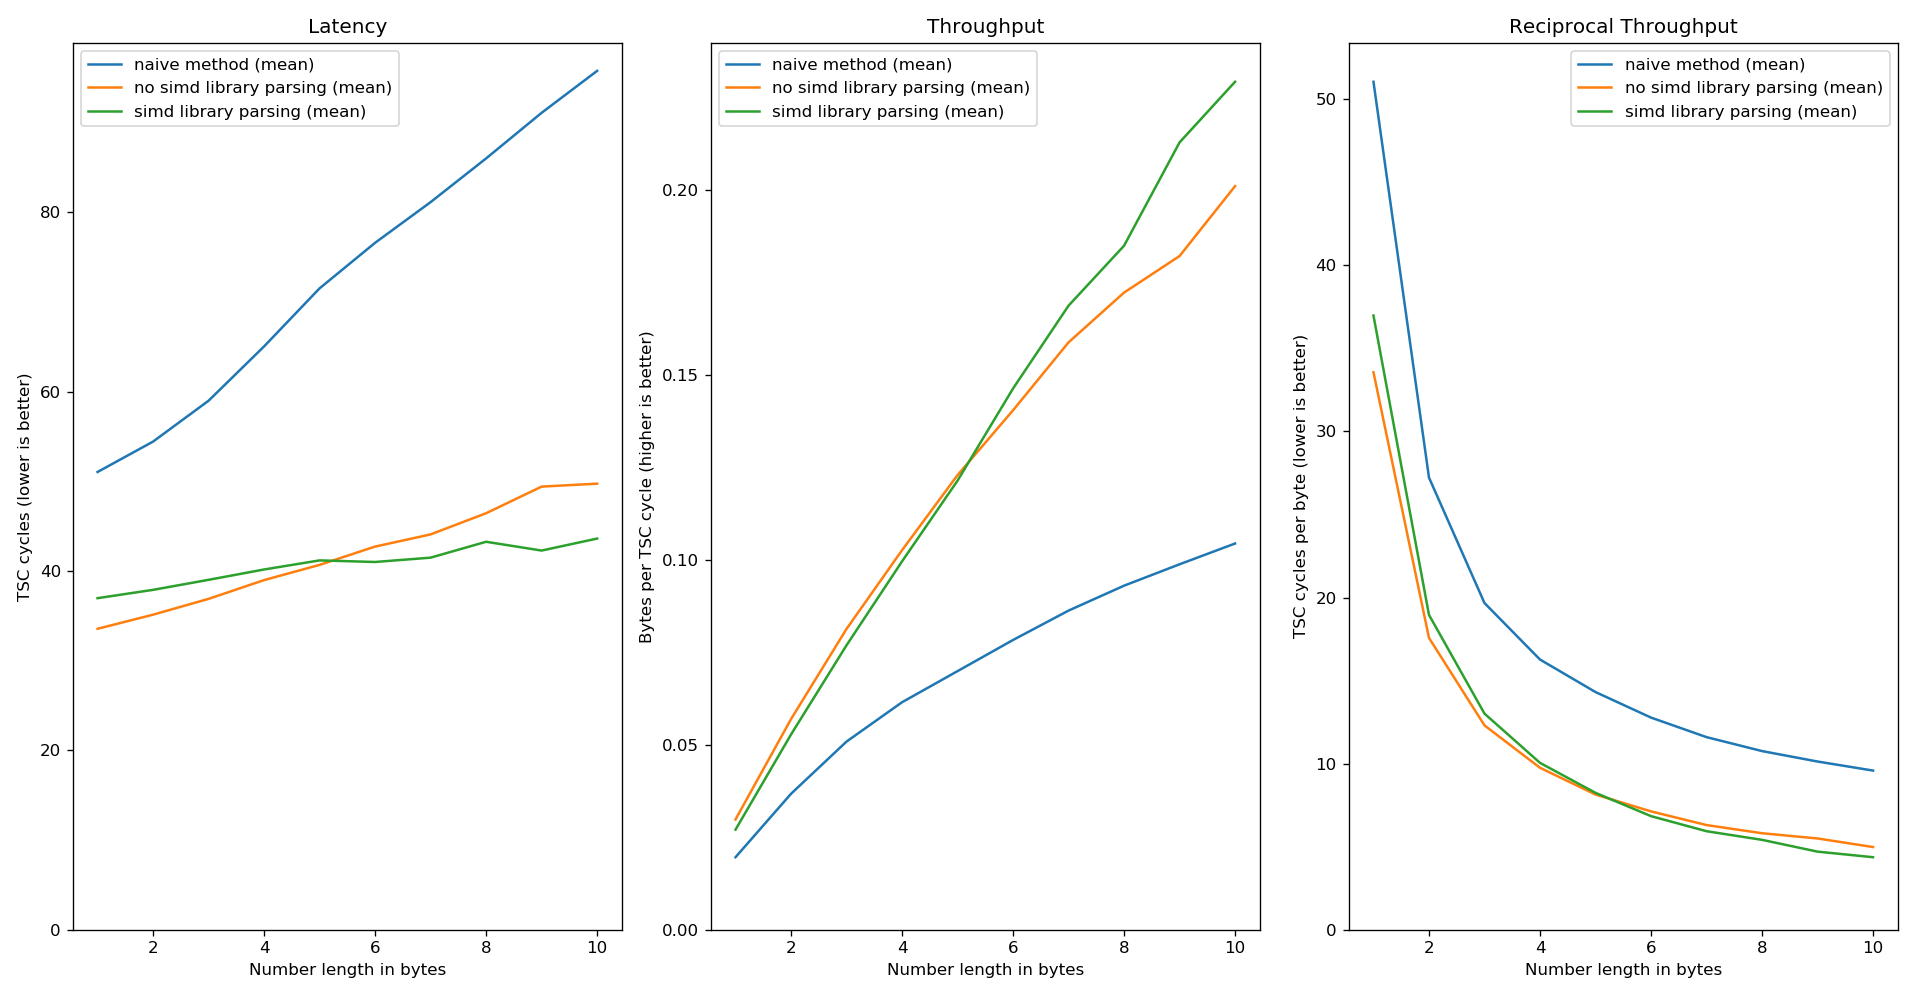 Latency
naive method (mean)
no simd library parsing (mean)
simd library parsing (mean)
TSC cycles (lower is better)
80
60
40
20
0
2 4 6 8 10
Number length in bytes
Throughput
naive method (mean)
no simd library parsing (mean)
simd library parsing (mean)
Bytes per TSC cycle (higher is better)
0.20
0.15
0.10
0.05
0.00
2 4 6 8 10
Number length in bytes
Reciprocal Throughput
naive method (mean)
no simd library parsing (mean)
simd library parsing (mean)
TSC cycles per byte (lower is better)
50
40
30
20
10
0
2 4 6 8 10
Number length in bytes